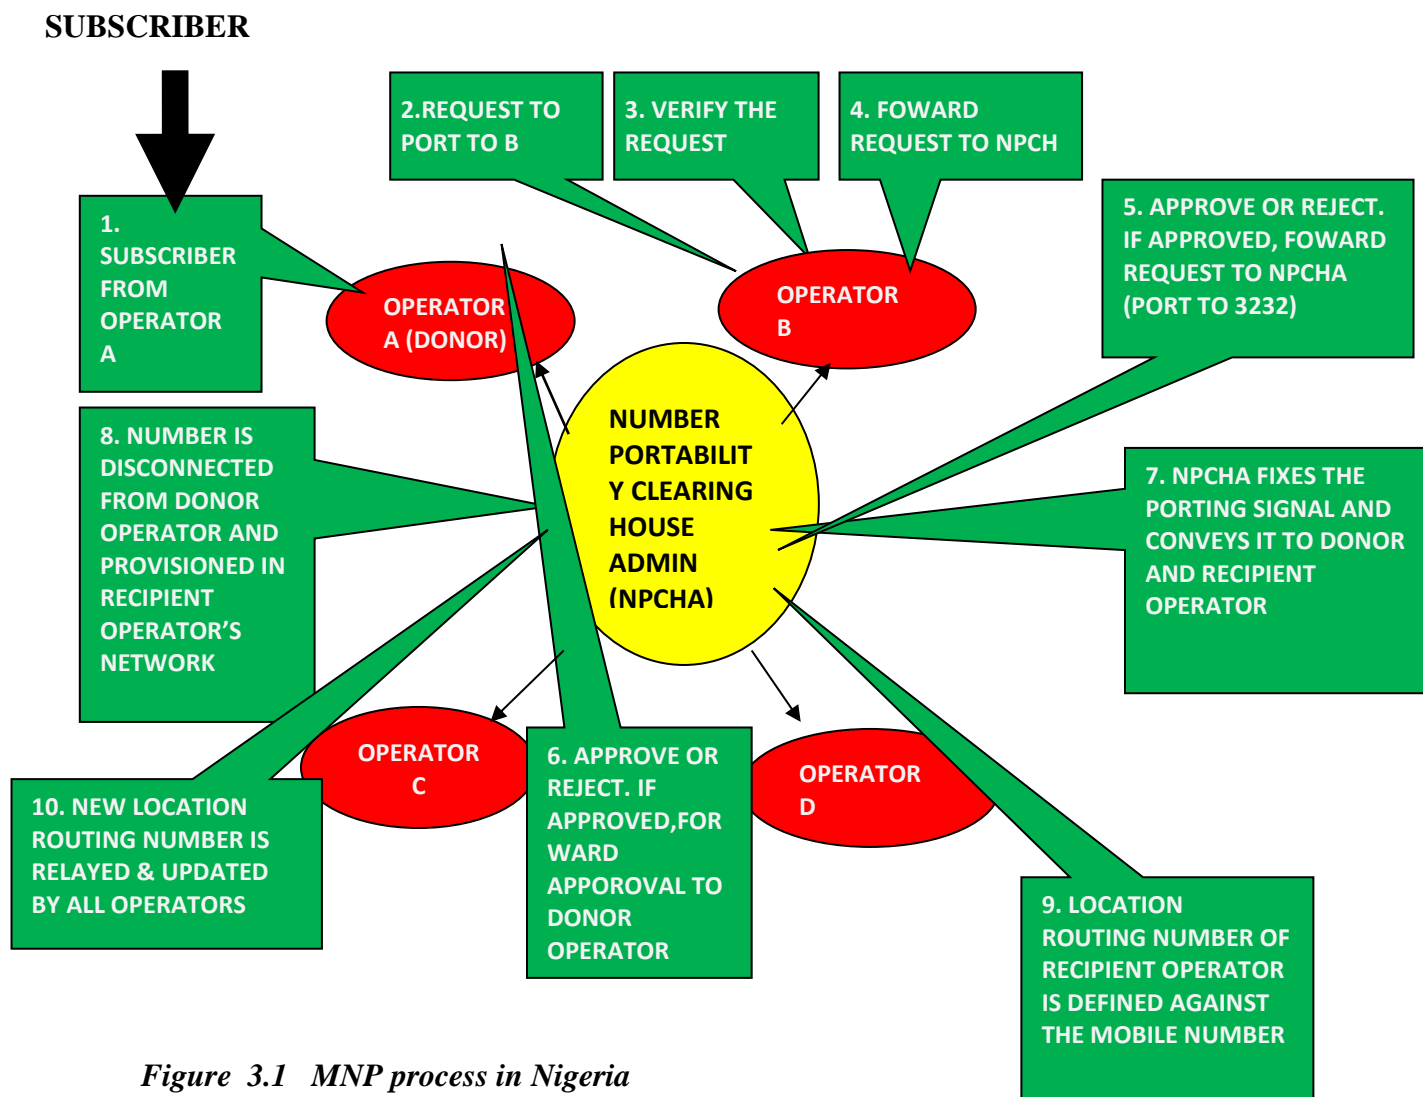 SUBSCRIBER
2.REQUEST TO
PORT TO B
3. VERIFY THE
REQUEST
4. FOWARD
REQUEST TO NPCH
1.
SUBSCRIBER
FROM
OPERATOR
A
OPERATOR
A (DONOR)
OPERATOR
B
5. APPROVE OR REJECT.
IF APPROVED, FOWARD
REQUEST TO NPCHA
(PORT TO 3232)
8. NUMBER IS
DISCONNECTED
FROM DONOR
OPERATOR AND
PROVISIONED IN
RECIPIENT
OPERATOR’S
NETWORK
NUMBER
PORTABILIT
Y CLEARING
HOUSE
ADMIN
(NPCHA)
7. NPCHA FIXES THE
PORTING SIGNAL AND
CONVEYS IT TO DONOR
AND RECIPIENT
OPERATOR
OPERATOR
C
6. APPROVE OR
REJECT. IF
APPROVED,FOR
WARD
APPOROVAL TO
DONOR
OPERATOR
OPERATOR
D
10. NEW LOCATION
ROUTING NUMBER IS
RELAYED & UPDATED
BY ALL OPERATORS
9. LOCATION
ROUTING NUMBER OF
RECIPIENT OPERATOR
IS DEFINED AGAINST
THE MOBILE NUMBER
Figure 3.1 MNP process in Nigeria